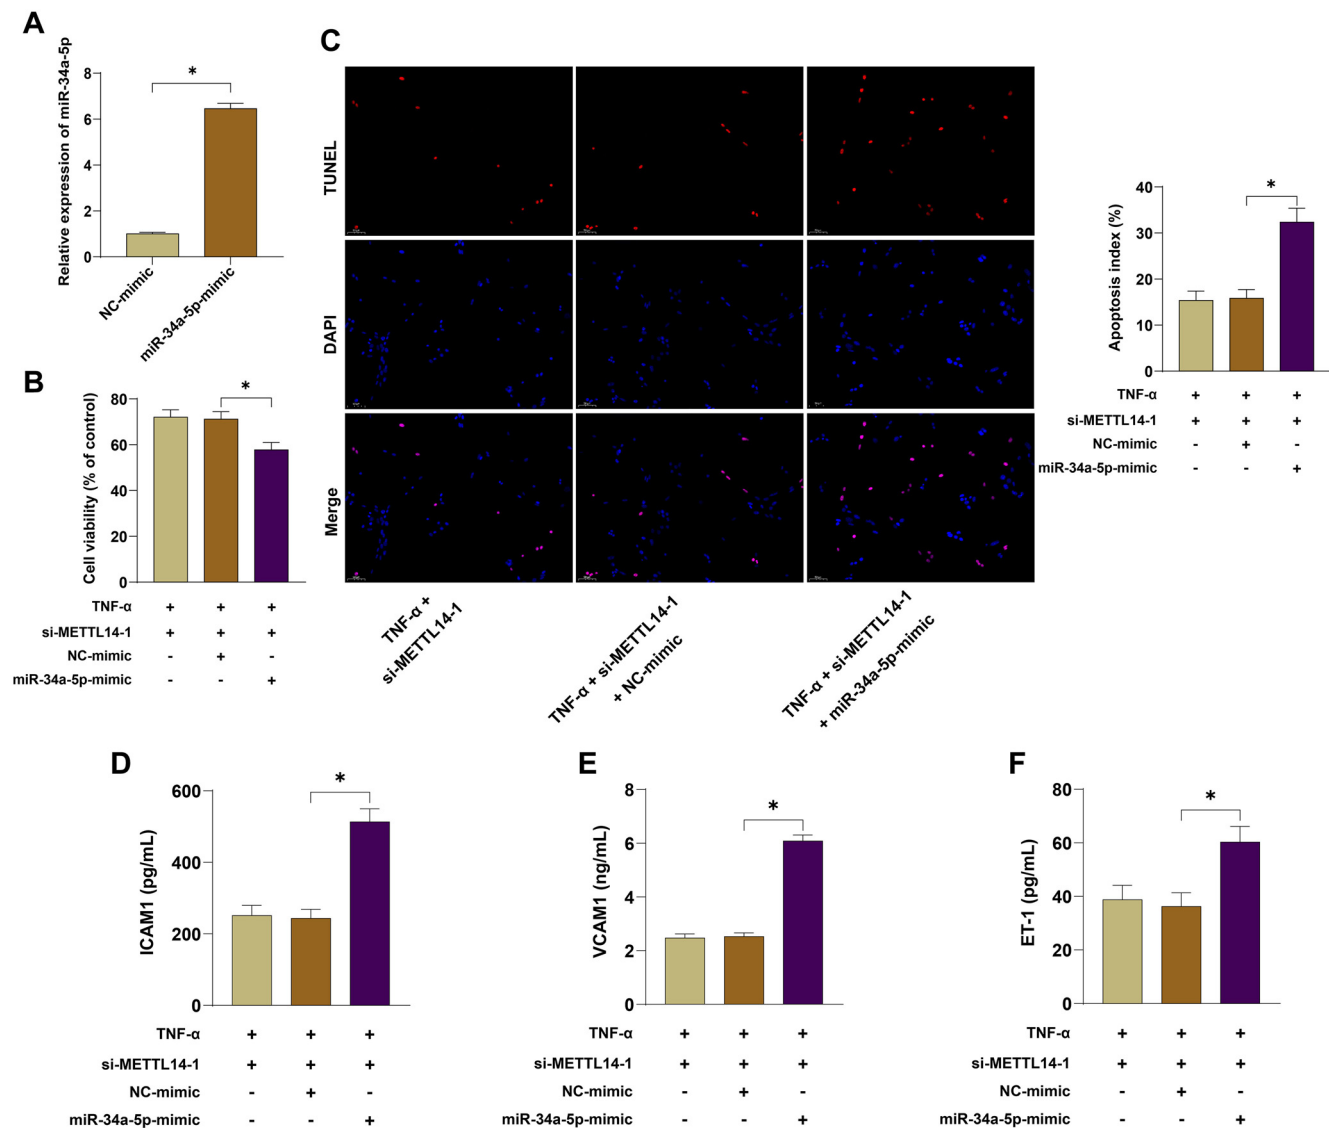 A
Relative expression of miR-34a-5p
8
6
4
2
0
*
NC-mimic
miR-34a-5p-mimic
B
Cell viability (% of control)
80
60
40
20
0
*
TNF-α + + +
si-METTL14-1 + + +
NC-mimic - + -
miR-34a-5p-mimic - - +
C
TUNEL
DAPI
Merge
TNF-α +
si-METTL14-1
TNF-α + si-METTL14-1
+ NC-mimic
TNF-α + si-METTL14-1
+ miR-34a-5p-mimic
Apoptosis index (%)
40
30
20
10
0
*
TNF-α + + +
si-METTL14-1 + + +
NC-mimic - + -
miR-34a-5p-mimic - - +
D
ICAM1 (pg/mL)
600
400
200
0
*
TNF-α + + +
si-METTL14-1 + + +
NC-mimic - + -
miR-34a-5p-mimic - - +
E
VCAM1 (ng/mL)
8
6
4
2
0
*
TNF-α + + +
si-METTL14-1 + + +
NC-mimic - + -
miR-34a-5p-mimic - - +
F
ET-1 (pg/mL)
80
60
40
20
0
*
TNF-α + + +
si-METTL14-1 + + +
NC-mimic - + -
miR-34a-5p-mimic - - +